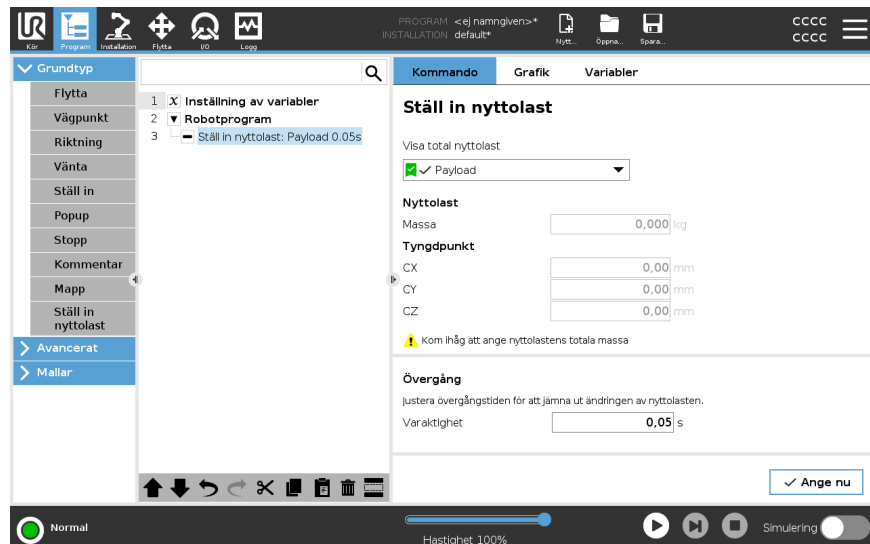 PROGRAM <ej namngiven>*
INSTALLATION default*
UR
Kör
Program
Installation
Flytta
I/O
Logg
Nytt...
Öppna...
Spara...
cccc
cccc
Grundtyp
Flytta
Vägpunkt
Riktning
Vänta
Ställ in
Popup
Stopp
Kommentar
Mapp
Ställ in
nyttolast
Avancerat
Mallar
1 x Inställning av variabler
2 Robotprogram
3 Ställ in nyttolast: Payload 0.05s
Kommando Grafik Variabler
Ställ in nyttolast
Visa total nyttolast
Payload
Nyttolast
Massa 0,000 kg
Tyngdpunkt
CX 0,00 mm
CY 0,00 mm
CZ 0,00 mm
Kom ihåg att ange nyttolastens totala massa
Övergång
Justera övergångstiden för att jämna ut ändringen av nyttolasten.
Varaktighet 0,05 s
Ange nu
Normal
Hastighet 100%
Simulering